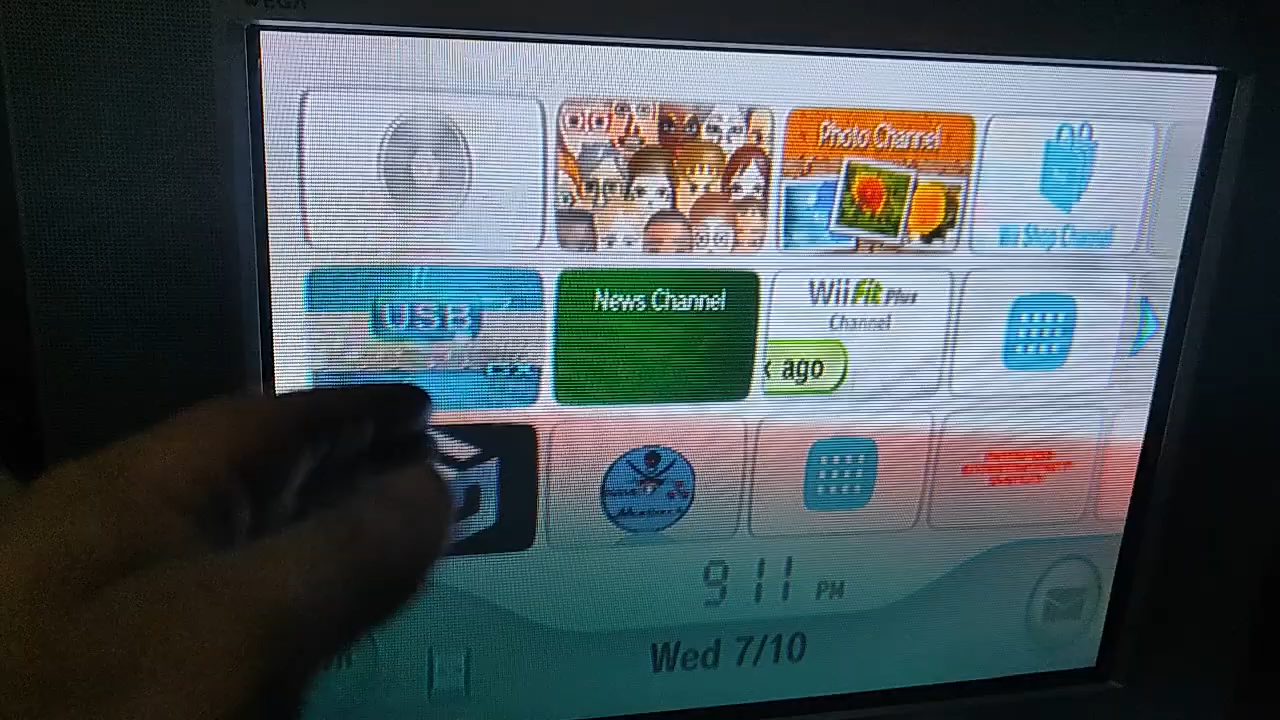 WEGA
Photo Channel
Wii Shop Channel
USB
News Channel
Wii Fit Plus
Channel
ago
9 11 PM
Wed 7/10